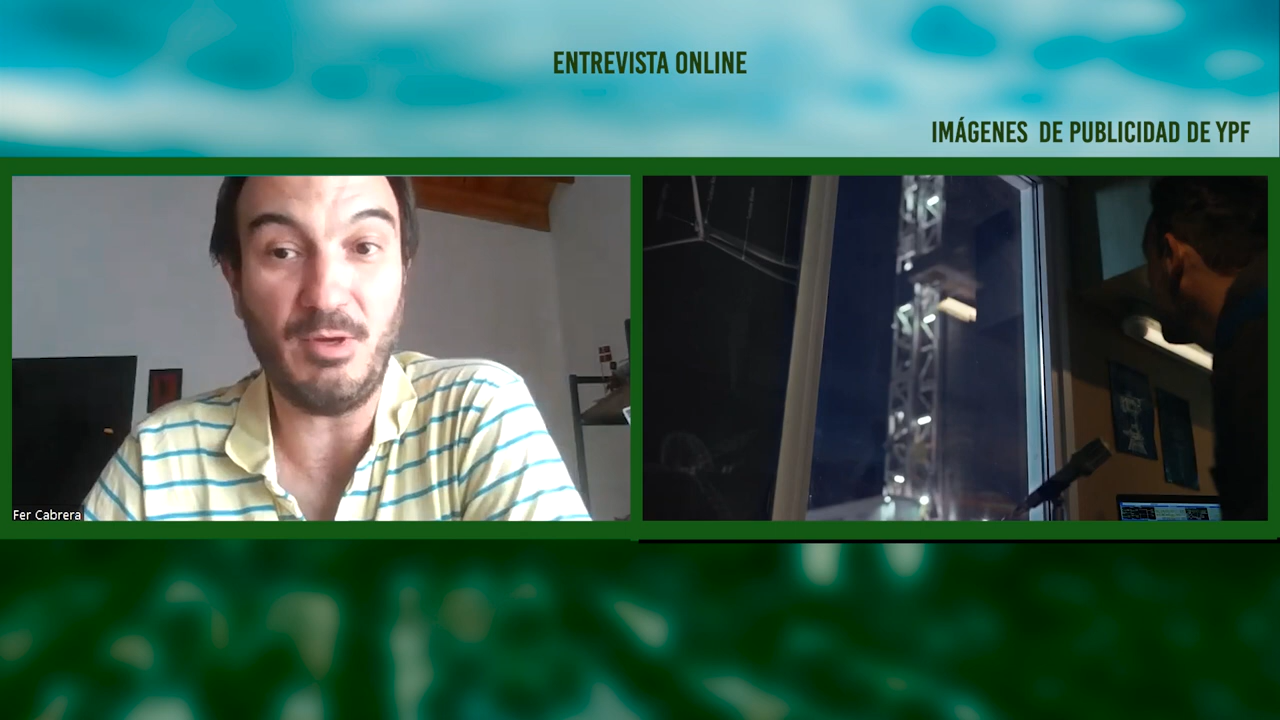 ENTREVISTA ONLINE
IMÁGENES DE PUBLICIDAD DE YPF
Fer Cabrera